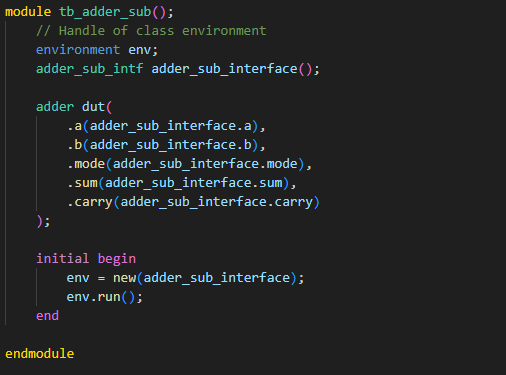 module tb_adder_sub();
// Handle of class environment
environment env;
adder_sub_intf adder_sub_interface();
adder dut(
.a(adder_sub_interface.a),
.b(adder_sub_interface.b),
.mode(adder_sub_interface.mode),
.sum(adder_sub_interface.sum),
.carry(adder_sub_interface.carry)
);
initial begin
env = new(adder_sub_interface);
env.run();
end
endmodule